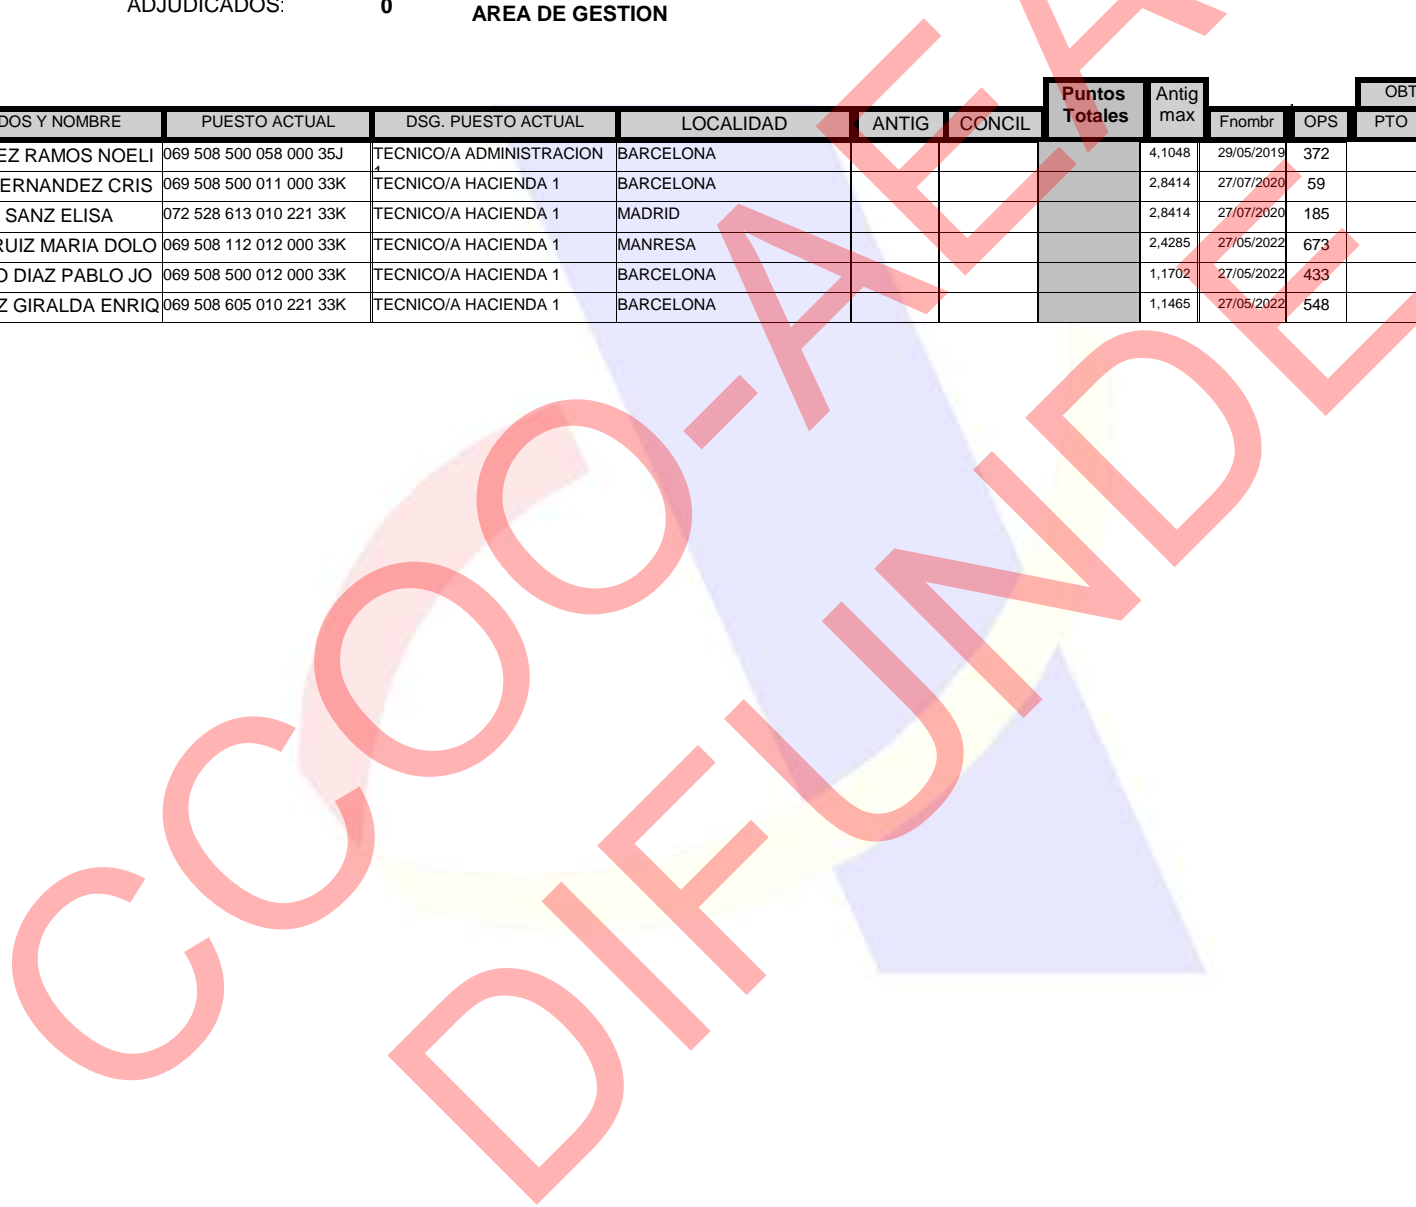 ADJUDICADOS: 0 AREA DE GESTION
Puntos Totales Antig max OBT
DOS Y NOMBRE PUESTO ACTUAL DSG. PUESTO ACTUAL LOCALIDAD ANTIG CONCIL Fnombr OPS PTO
EZ RAMOS NOELI 069 508 500 058 000 35J TECNICO/A ADMINISTRACION BARCELONA 4,1048 29/05/2019 372
ERNANDEZ CRIS 069 508 500 011 000 33K TECNICO/A HACIENDA 1 BARCELONA 2,8414 27/07/2020 59
SANZ ELISA 072 528 613 010 221 33K TECNICO/A HACIENDA 1 MADRID 2,8414 27/07/2020 185
RUIZ MARIA DOLO 069 508 112 012 000 33K TECNICO/A HACIENDA 1 MANRESA 2,4285 27/05/2022 673
O DIAZ PABLO JO 069 508 500 012 000 33K TECNICO/A HACIENDA 1 BARCELONA 1,1702 27/05/2022 433
Z GIRALDA ENRIQ 069 508 605 010 221 33K TECNICO/A HACIENDA 1 BARCELONA 1,1465 27/05/2022 548
CCOO-AEA
DIFUNDE